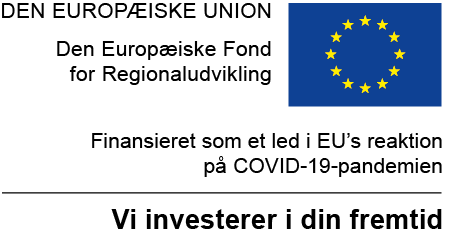 DEN EUROPÆISKE UNION
Den Europæiske Fond
for Regionaludvikling
Finansieret som et led i EU's reaktion
på COVID-19-pandemien
Vi investerer i din fremtid